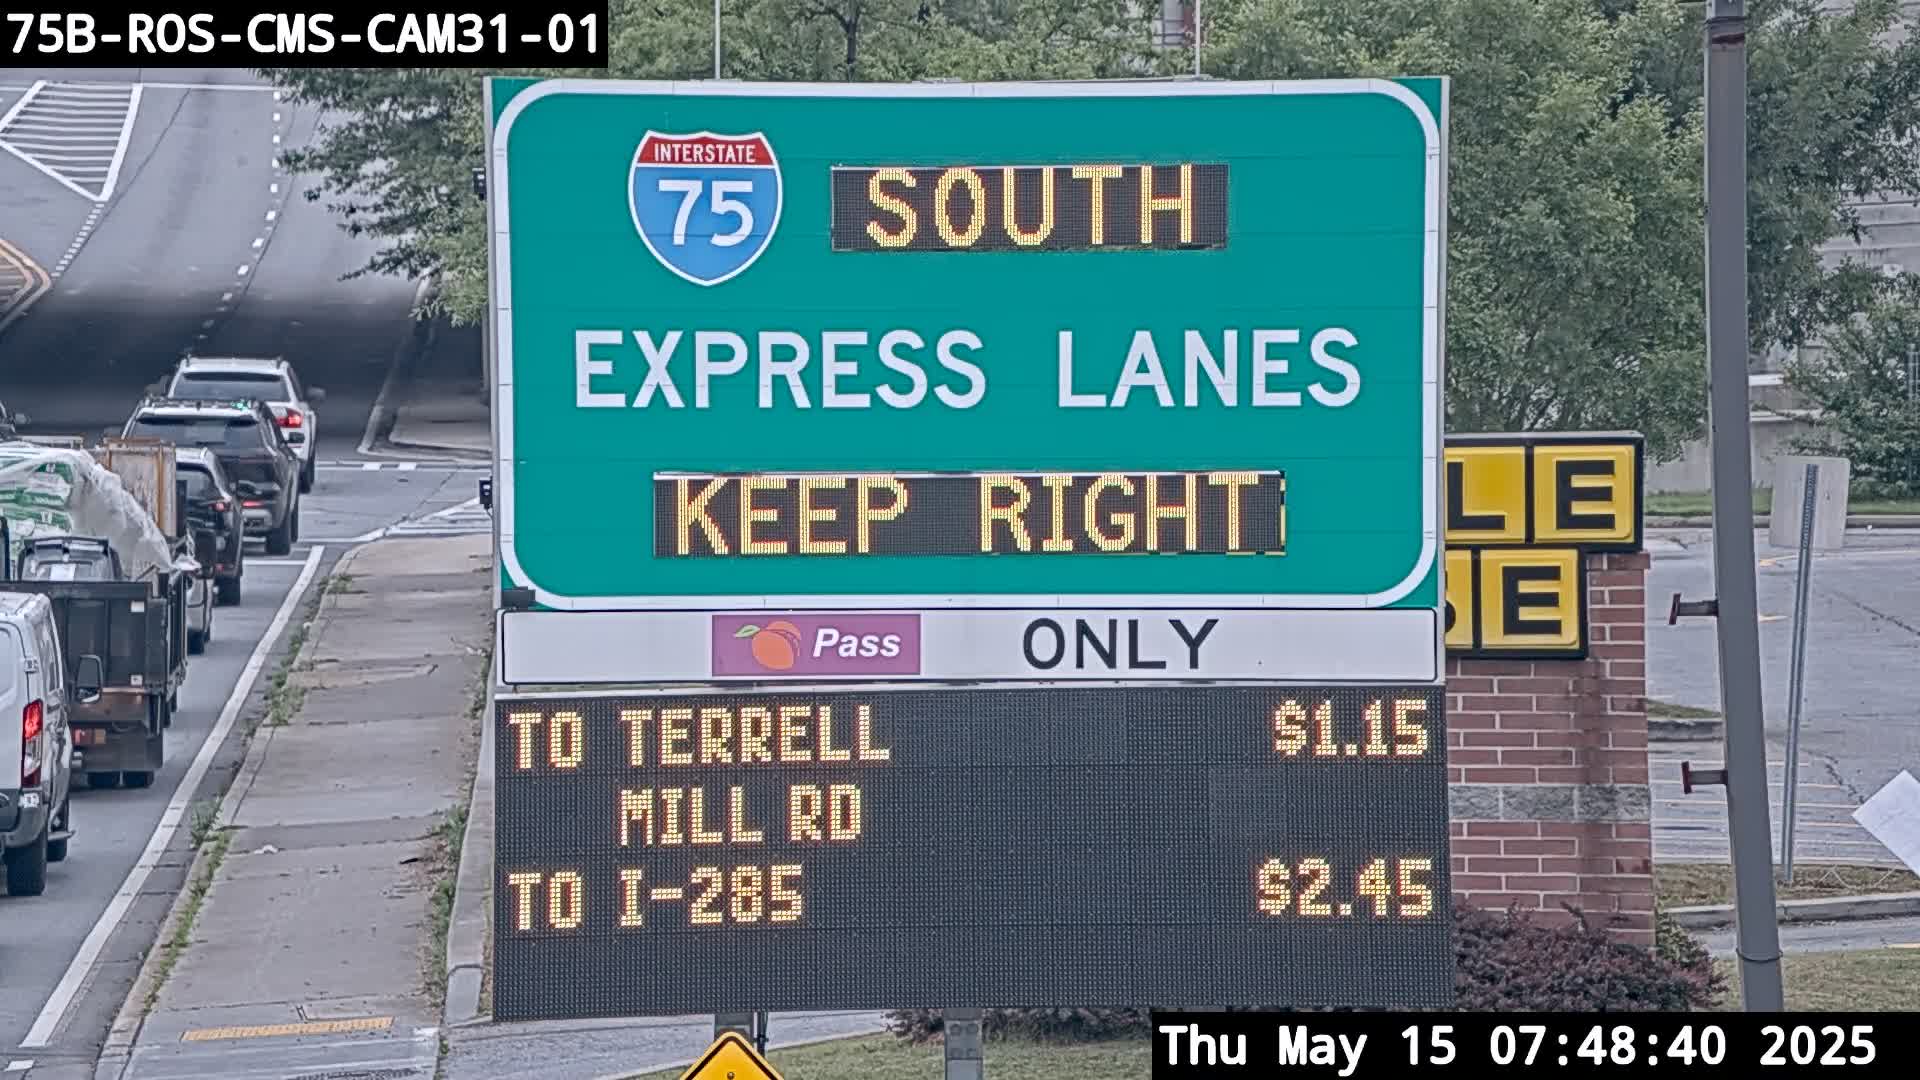 75B-ROS-CMS-CAM31-01
INTERSTATE
75
SOUTH
EXPRESS LANES
KEEP RIGHT
Pass ONLY
TO TERRELL $1.15
MILL RD
TO I-285 $2.45
LE
E
Thu May 15 07:48:40 2025